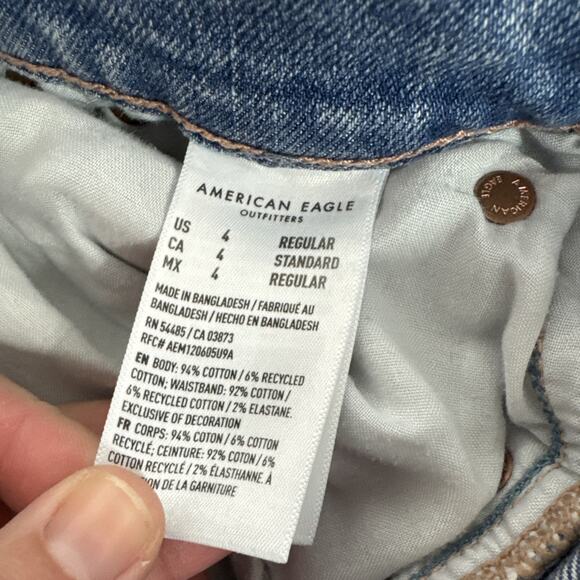 AMERICAN EAGLE
OUTFITTERS
US 4 REGULAR
CA 4 STANDARD
MX 4 REGULAR
MADE IN BANGLADESH / FABRIQUÉ AU
BANGLADESH / HECHO EN BANGLADESH
RN 54485 / CA 03873
RFC# AEM120605U9A
EN BODY: 94% COTTON / 6% RECYCLED
COTTON; WAISTBAND: 92% COTTON /
6% RECYCLED COTTON / 2% ELASTANE.
EXCLUSIVE OF DECORATION
FR CORPS: 94% COTTON / 6% COTTON
RECYCLÉ; CEINTURE: 92% COTON / 6%
COTTON RECYCLÉ / 2% ÉLASTHANNE. À
DE LA GARNITURE
AMERICAN
EAGLE